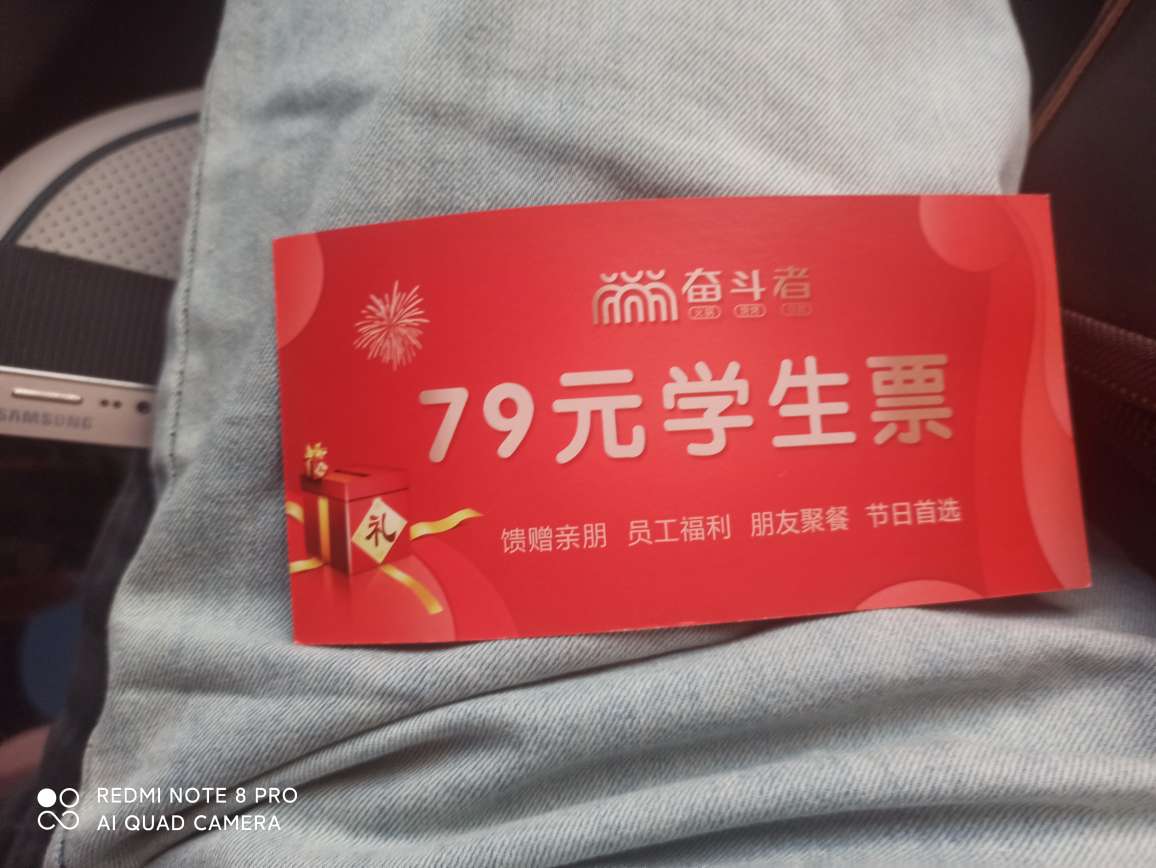 奋斗者
79元学生票
礼
馈赠亲朋 员工福利 朋友聚餐 节日首选
SAMSUNG
REDMI NOTE 8 PRO
AI QUAD CAMERA